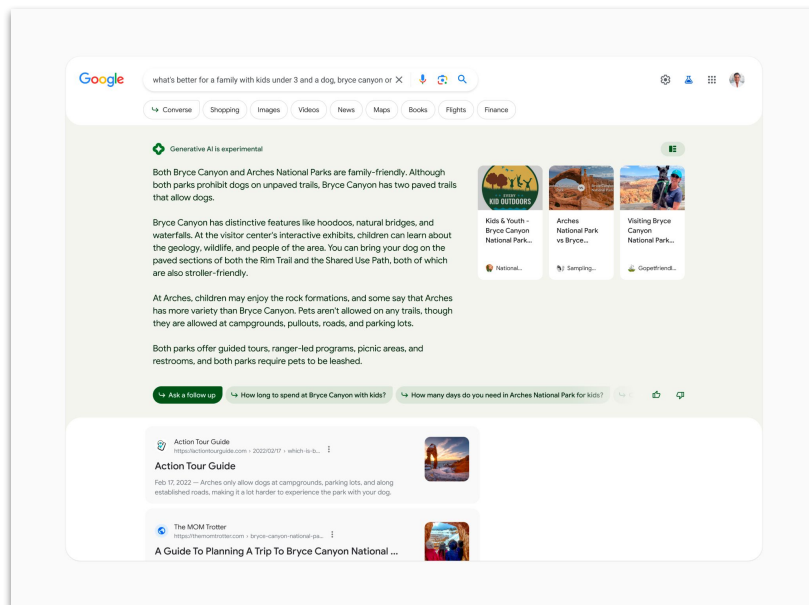 Google
what's better for a family with kids under 3 and a dog, bryce canyon or
Converse
Shopping
Images
Videos
News
Maps
Books
Flights
Finance
Generative AI is experimental
Both Bryce Canyon and Arches National Parks are family-friendly. Although
both parks prohibit dogs on unpaved trails, Bryce Canyon has two paved trails
that allow dogs.
Bryce Canyon has distinctive features like hoodoos, natural bridges, and
waterfalls. At the visitor center's interactive exhibits, children can learn about
the geology, wildlife, and people of the area. You can bring your dog on the
paved sections of both the Rim Trail and the Shared Use Path, both of which
are also stroller-friendly.
At Arches, children may enjoy the rock formations, and some say that Arches
has more variety than Bryce Canyon. Pets aren't allowed on any trails, though
they are allowed at campgrounds, pullouts, roads, and parking lots.
Both parks offer guided tours, ranger-led programs, picnic areas, and
restrooms, and both parks require pets to be leashed.
EVERY
KID OUTDOORS
Kids & Youth -
Bryce Canyon
National Park...
National...
Arches
National Park
vs Bryce...
Sampling...
Visiting Bryce
Canyon
National Park...
Gopetfriendl...
Ask a follow up
How long to spend at Bryce Canyon with kids?
How many days do you need in Arches National Park for kids?
Action Tour Guide
https://actiontourguide.com › 2022/02/17 › which-is-b...
Action Tour Guide
Feb 17, 2022 — Arches only allow dogs at campgrounds, parking lots, and along
established roads, making it a lot harder to experience the park with your dog.
The MOM Trotter
https://themomtrotter.com › bryce-canyon-national-pa...
A Guide To Planning A Trip To Bryce Canyon National ...